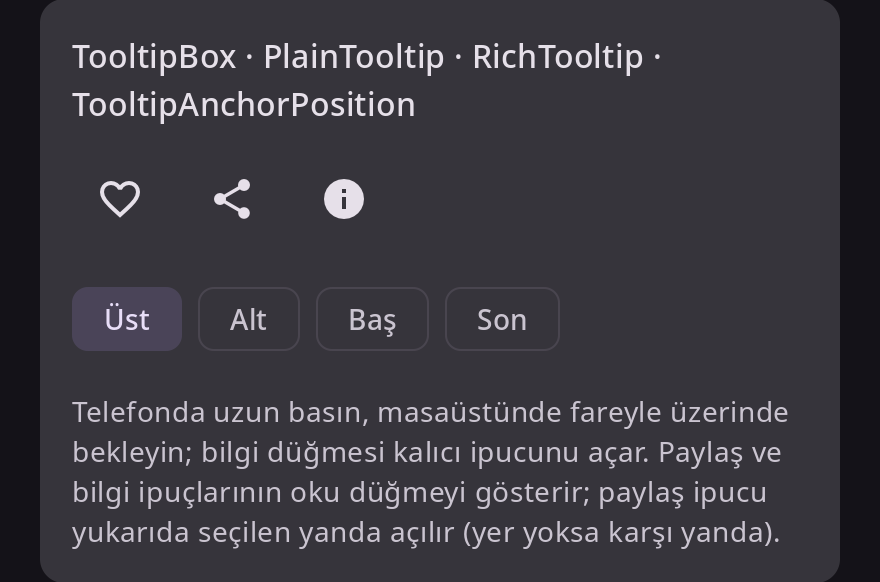 TooltipBox · PlainTooltip · RichTooltip ·
TooltipAnchorPosition
Üst Alt Baş Son
Telefonda uzun basın, masaüstünde fareyle üzerinde
bekleyin; bilgi düğmesi kalıcı ipucunu açar. Paylaş ve
bilgi ipuçlarının oku düğmeyi gösterir; paylaş ipucu
yukarıda seçilen yanda açılır (yer yoksa karşı yanda).